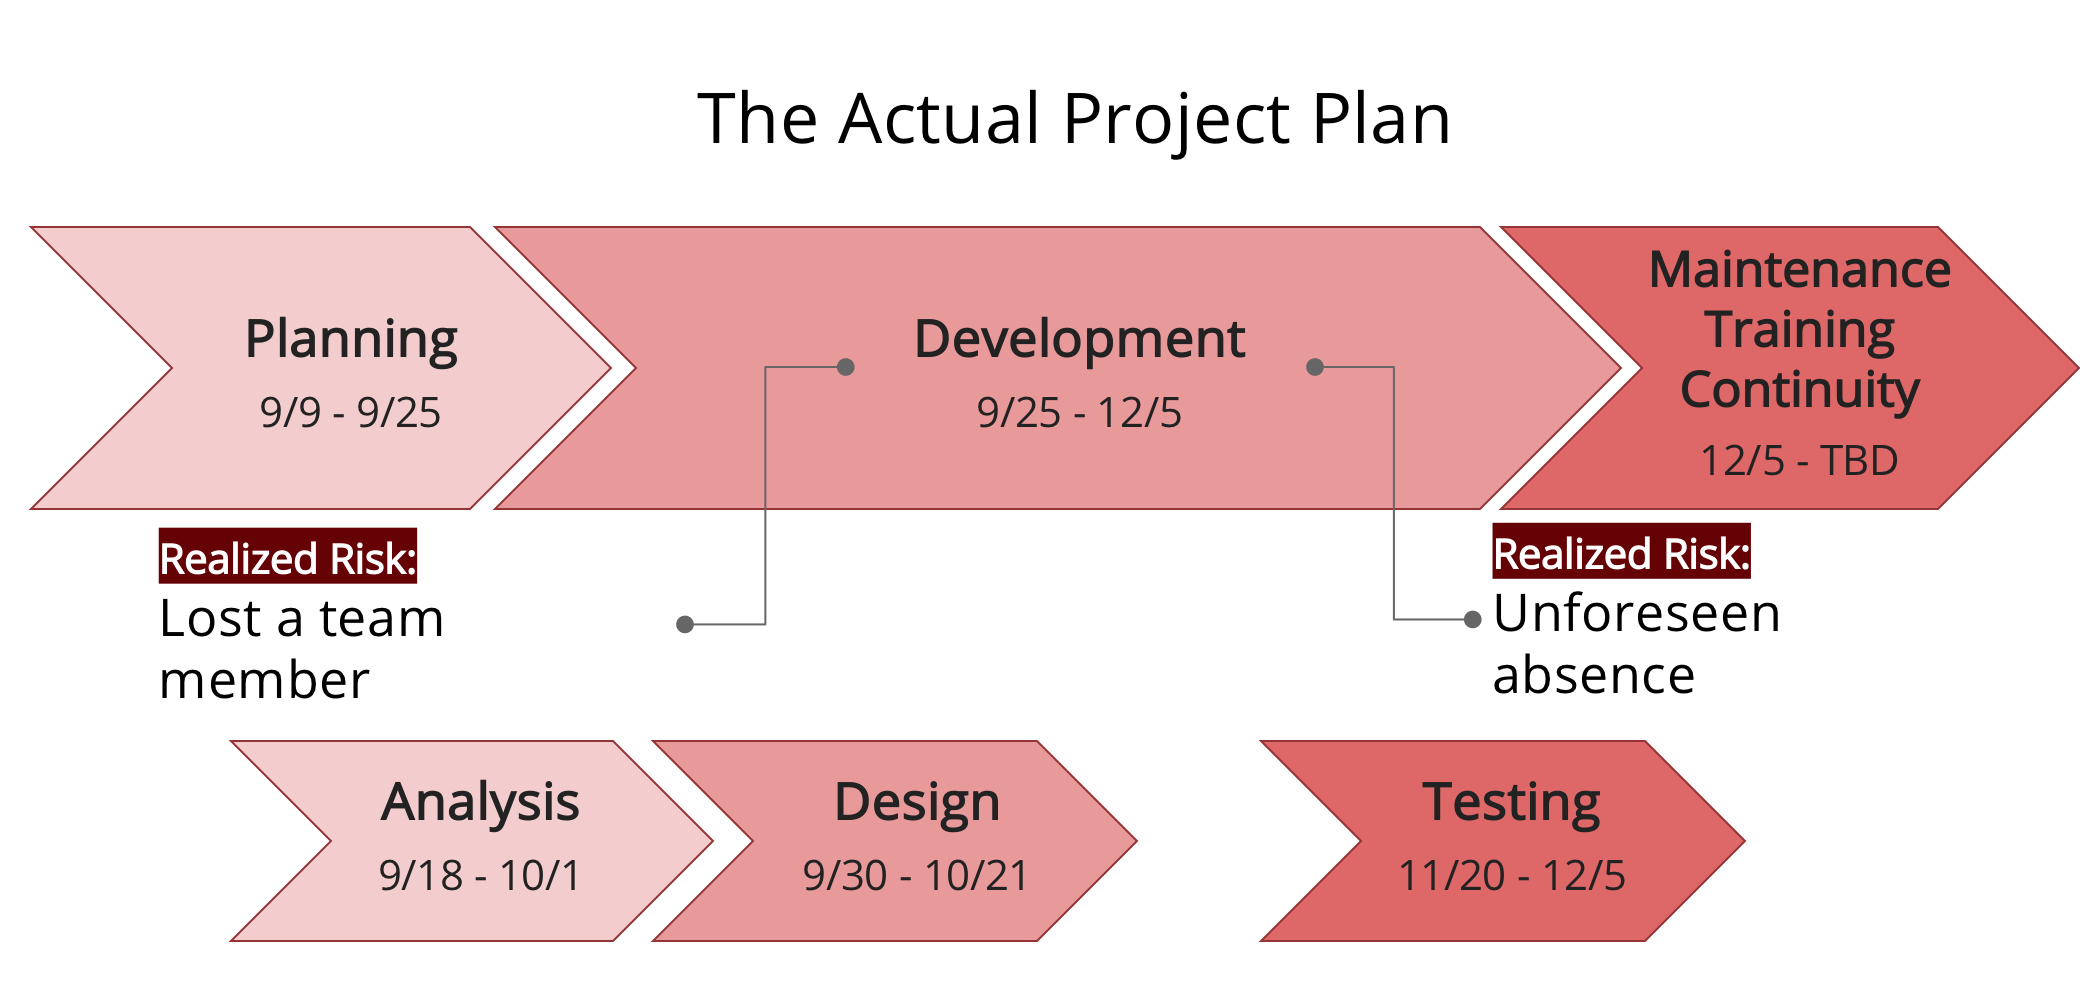 The Actual Project Plan
Planning
9/9 - 9/25
Development
9/25 - 12/5
Maintenance
Training
Continuity
12/5 - TBD
Realized Risk:
Lost a team
member
Realized Risk:
Unforeseen
absence
Analysis
9/18 - 10/1
Design
9/30 - 10/21
Testing
11/20 - 12/5